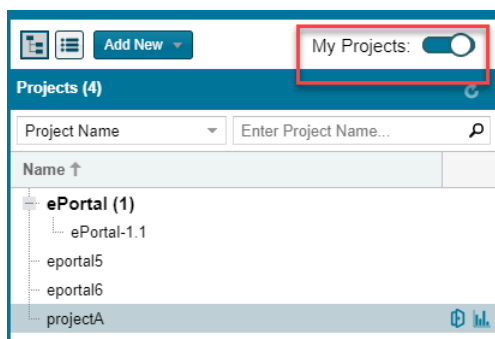 Add New
My Projects:
Projects (4)
Project Name
Enter Project Name...
Name ↑
ePortal (1)
ePortal-1.1
eportal5
eportal6
projectA